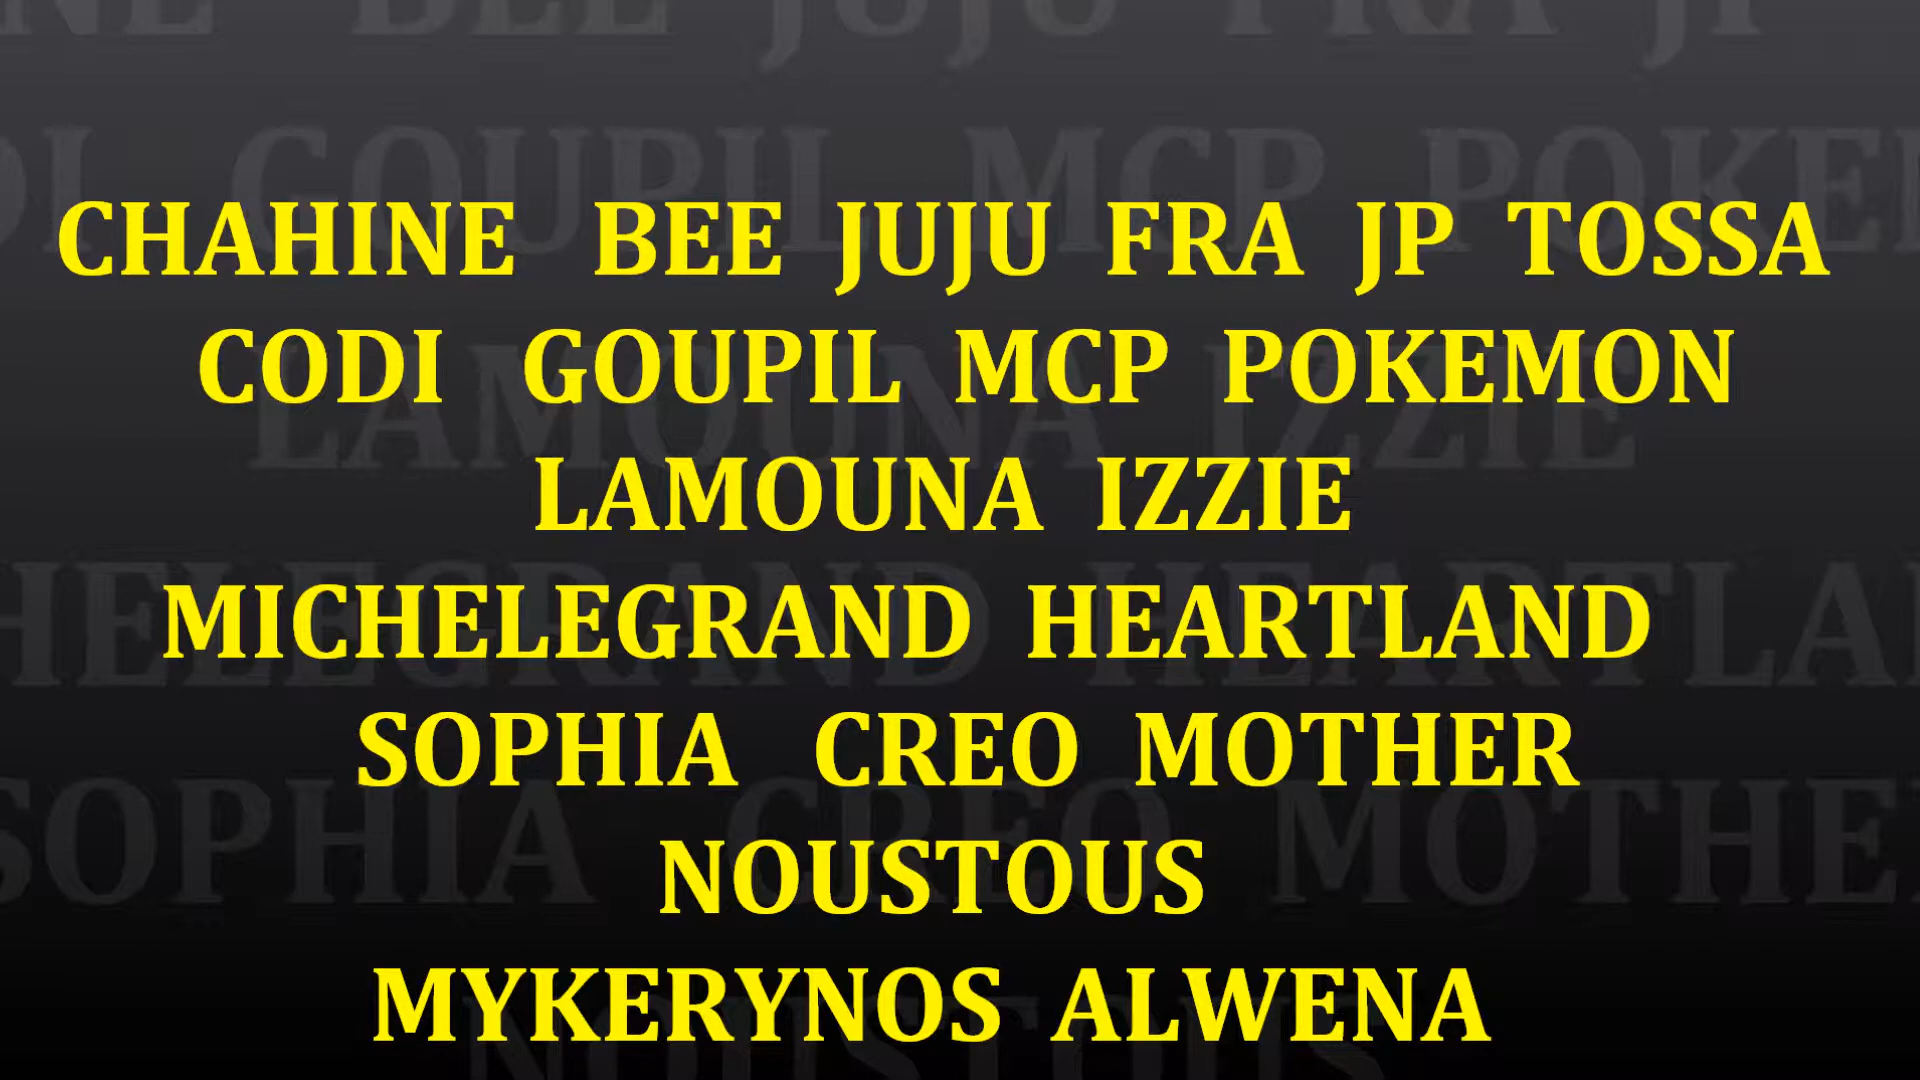 CHAHINE BEE JUJU FRA JP TOSSA
CODI GOUPIL MCP POKEMON
LAMOUNA IZZIE
MICHELEGRAND HEARTLAND
SOPHIA CREO MOTHER
NOUSTOUS
MYKERYNOS ALWENA